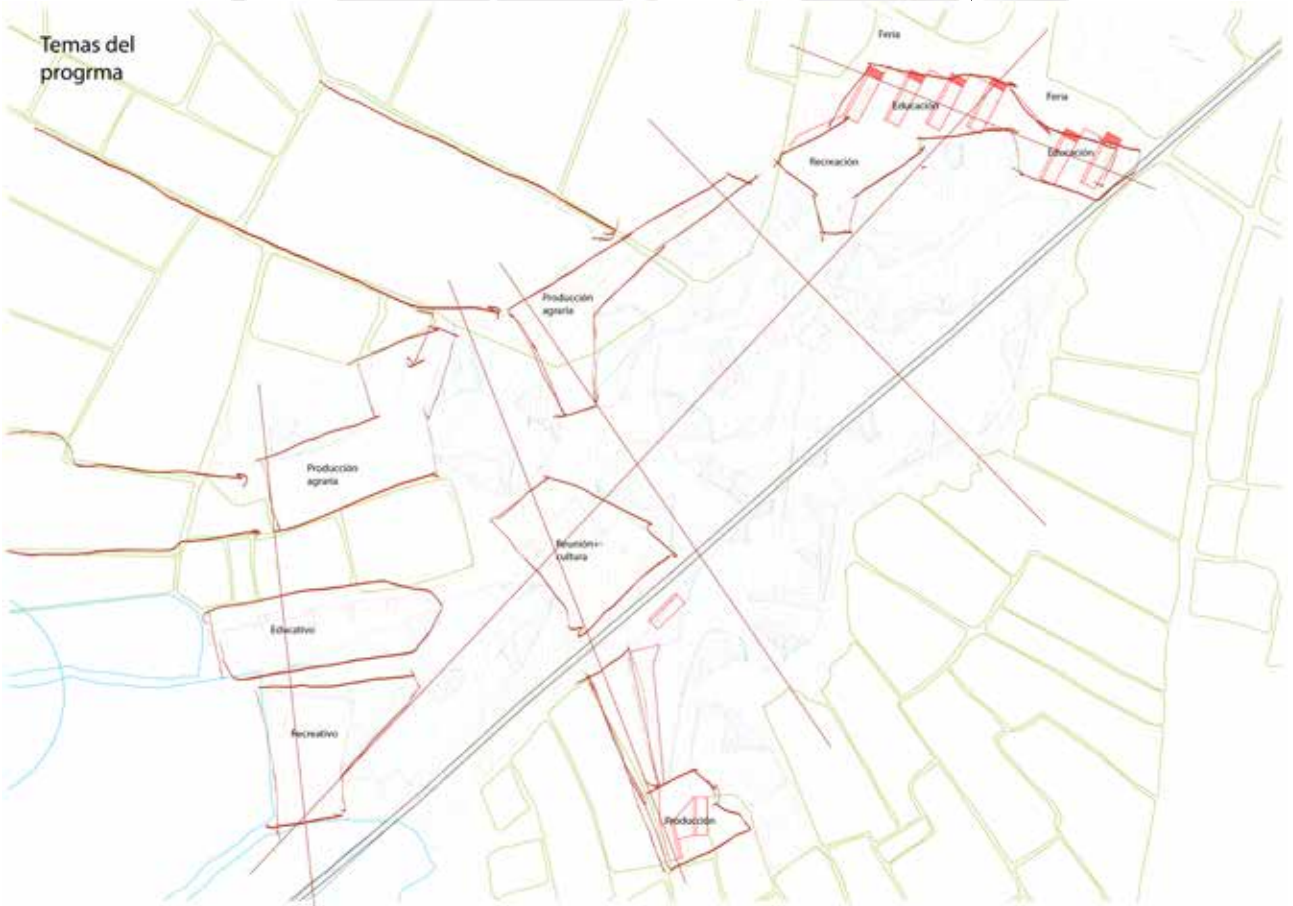 Temas del
progrma
Feria
Feria
Educación
Educación
Recreación
Producción
agraria
Producción
agraria
Reunión+
cultura
Educativo
Recreativo
Producción